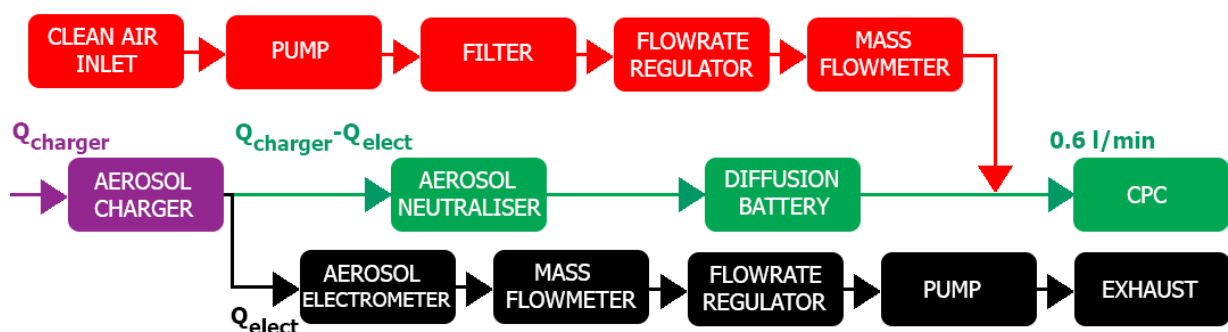 CLEAN AIR
INLET
PUMP
FILTER
FLOWRATE
REGULATOR
MASS
FLOWMETER
Qcharger
Qcharger-Qelect
0.6 l/min
AEROSOL
CHARGER
AEROSOL
NEUTRALISER
DIFFUSION
BATTERY
CPC
AEROSOL
ELECTROMETER
MASS
FLOWMETER
FLOWRATE
REGULATOR
PUMP
EXHAUST
Qelect